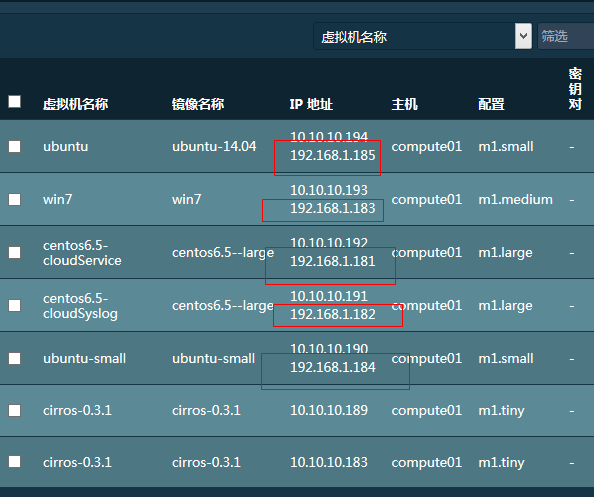 虚拟机名称 筛选
虚拟机名称 镜像名称 IP 地址 主机 配置 密钥对
10.10.10.194
ubuntu ubuntu-14.04 192.168.1.185 compute01 m1.small -
10.10.10.193
win7 win7 192.168.1.183 compute01 m1.medium -
centos6.5-cloudService centos6.5--large 10.10.10.192
192.168.1.181 compute01 m1.large -
centos6.5-cloudSyslog centos6.5--large 10.10.10.191
192.168.1.182 compute01 m1.large -
10.10.10.190
ubuntu-small ubuntu-small 192.168.1.184 compute01 m1.small -
cirros-0.3.1 cirros-0.3.1 10.10.10.189 compute01 m1.tiny -
cirros-0.3.1 cirros-0.3.1 10.10.10.183 compute01 m1.tiny -